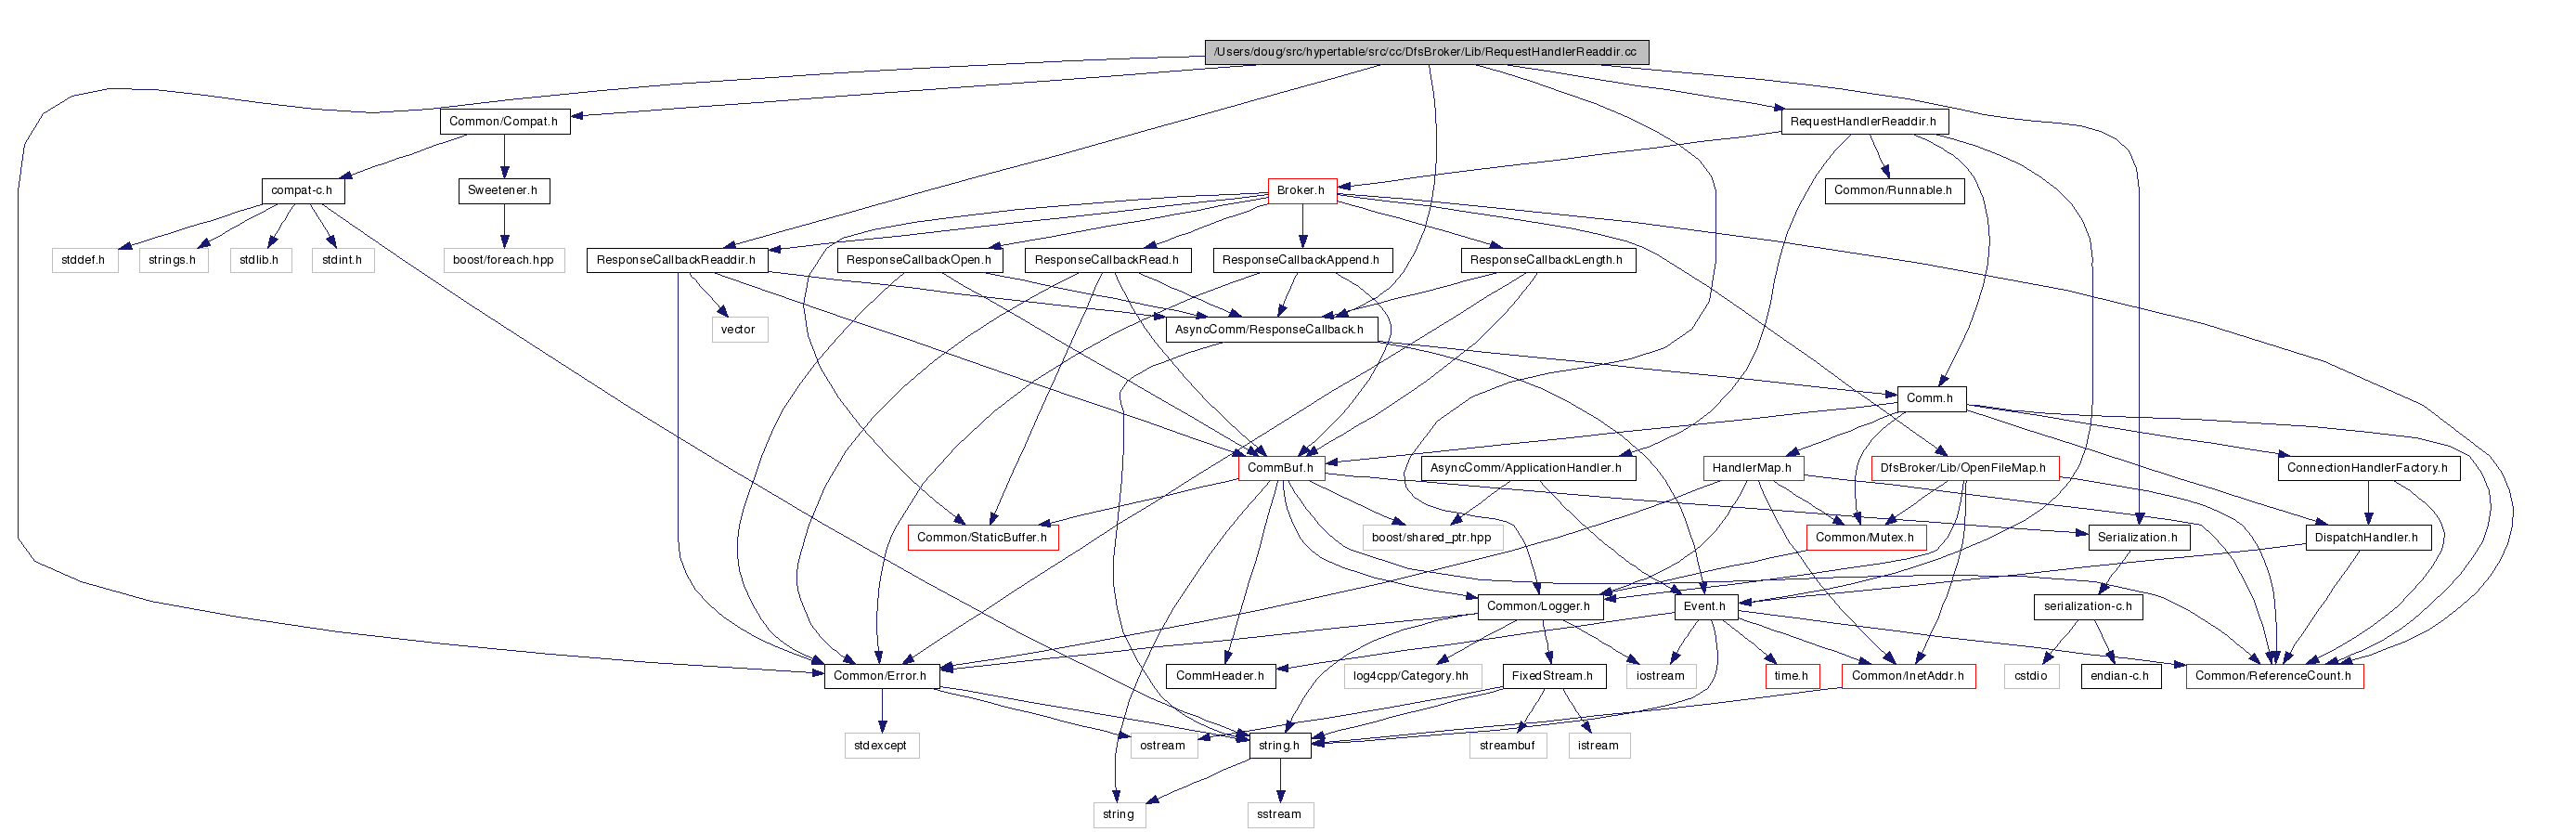 /Users/doug/src/hypertable/src/cc/DfsBroker/Lib/RequestHandlerReaddir.cc
Common/Compat.h
RequestHandlerReaddir.h
compat-c.h
Sweetener.h
Broker.h
Common/Runnable.h
stddef.h
strings.h
stdlib.h
stdint.h
boost/foreach.hpp
ResponseCallbackReaddir.h
ResponseCallbackOpen.h
ResponseCallbackRead.h
ResponseCallbackAppend.h
ResponseCallbackLength.h
vector
AsyncComm/ResponseCallback.h
Comm.h
CommBuf.h
AsyncComm/ApplicationHandler.h
HandlerMap.h
DfsBroker/Lib/OpenFileMap.h
ConnectionHandlerFactory.h
Common/StaticBuffer.h
boost/shared_ptr.hpp
Common/Mutex.h
Serialization.h
DispatchHandler.h
Common/Logger.h
Event.h
serialization-c.h
Common/Error.h
CommHeader.h
log4cpp/Category.hh
FixedStream.h
iostream
time.h
Common/InetAddr.h
cstdio
endian-c.h
Common/ReferenceCount.h
stdexcept
ostream
string.h
streambuf
istream
string
sstream